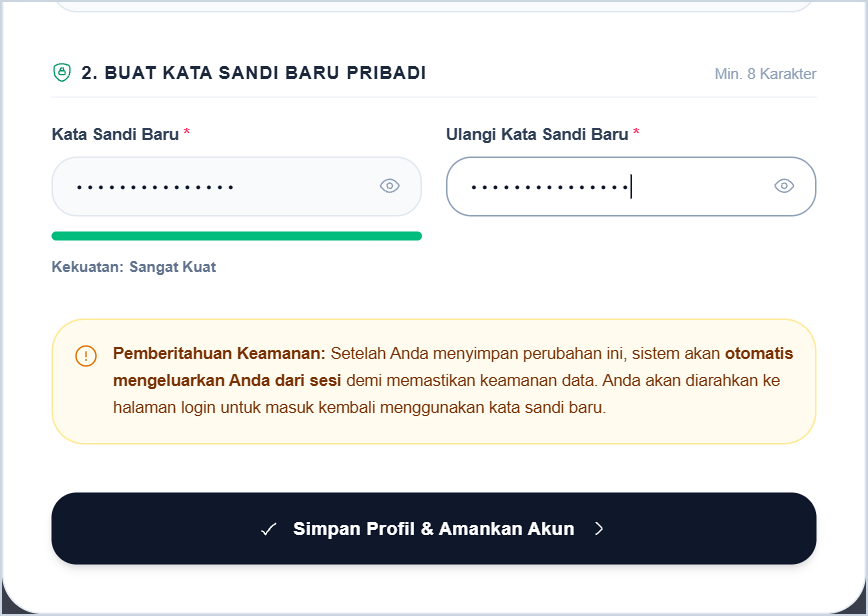 2. BUAT KATA SANDI BARU PRIBADI
Min. 8 Karakter
Kata Sandi Baru *
Ulangi Kata Sandi Baru *
•••••••••••••••
•••••••••••••••
Kekuatan: Sangat Kuat
Pemberitahuan Keamanan: Setelah Anda menyimpan perubahan ini, sistem akan otomatis
mengeluarkan Anda dari sesi demi memastikan keamanan data. Anda akan diarahkan ke
halaman login untuk masuk kembali menggunakan kata sandi baru.
Simpan Profil & Amankan Akun